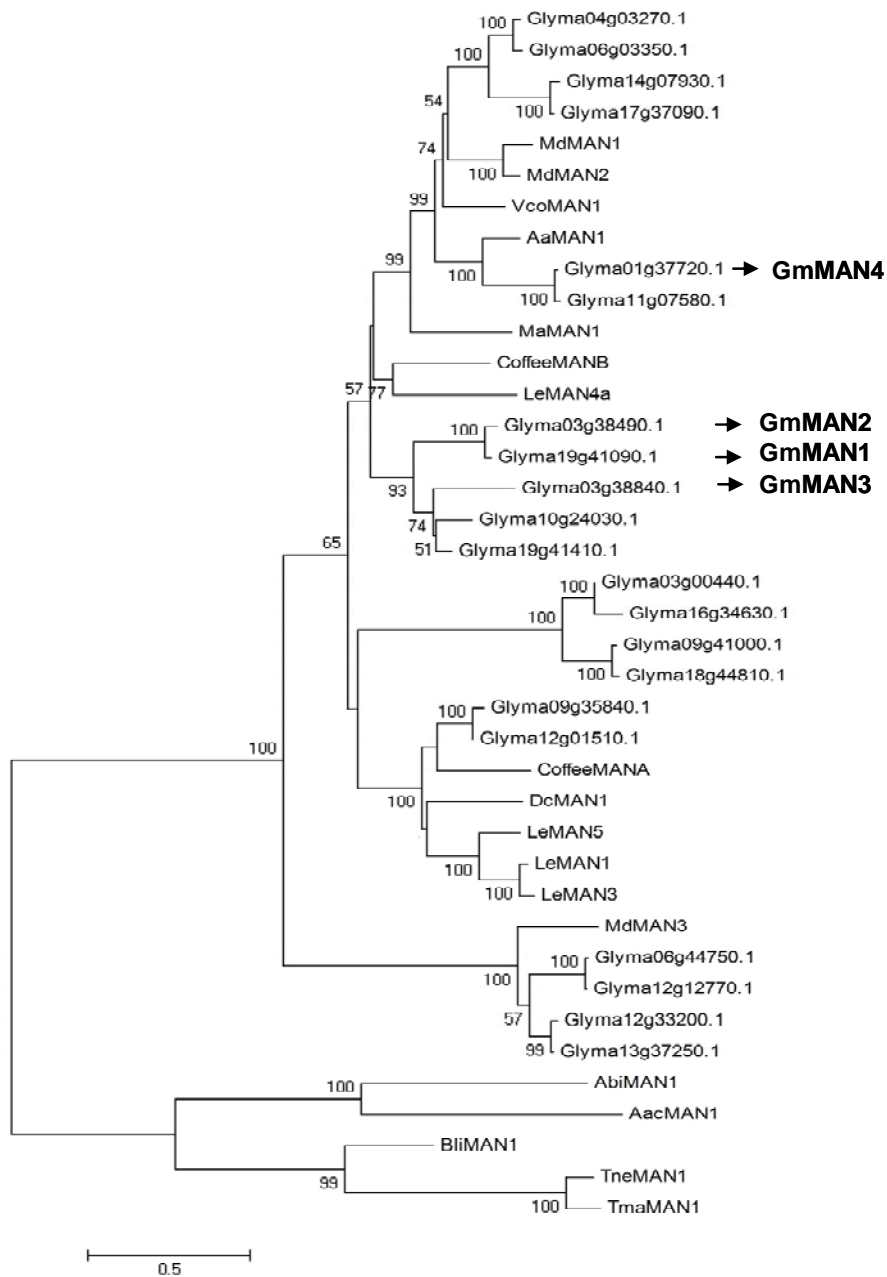 100 Glyma04g03270.1
100 Glyma06g03350.1
Glyma14g07930.1
54
100 Glyma17g37090.1
MdMAN1
74
100 MdMAN2
99 VcoMAN1
AaMAN1
99
100 Glyma01g37720.1 → GmMAN4
100 Glyma11g07580.1
MaMAN1
CoffeeMANB
57 77
LeMAN4a
100 Glyma03g38490.1 → GmMAN2
Glyma19g41090.1 → GmMAN1
93 Glyma03g38840.1 → GmMAN3
74 Glyma10g24030.1
65 51 Glyma19g41410.1
100 Glyma03g00440.1
100 Glyma16g34630.1
Glyma09g41000.1
100 Glyma18g44810.1
100 Glyma09g35840.1
Glyma12g01510.1
100
CoffeeMANA
100 DcMAN1
LeMAN5
100 LeMAN1
100 LeMAN3
MdMAN3
100 Glyma06g44750.1
100 Glyma12g12770.1
57 Glyma12g33200.1
99 Glyma13g37250.1
100 AbiMAN1
AacMAN1
BliMAN1
99 TneMAN1
100 TmaMAN1
0.5